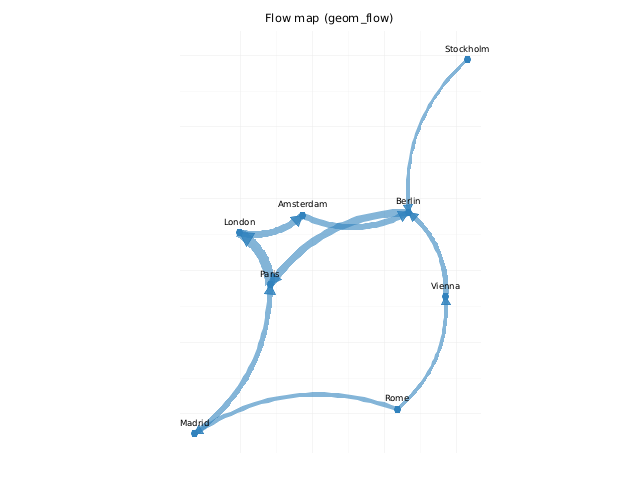 Flow map (geom_flow)
Stockholm
Amsterdam
Berlin
London
Paris
Vienna
Rome
Madrid